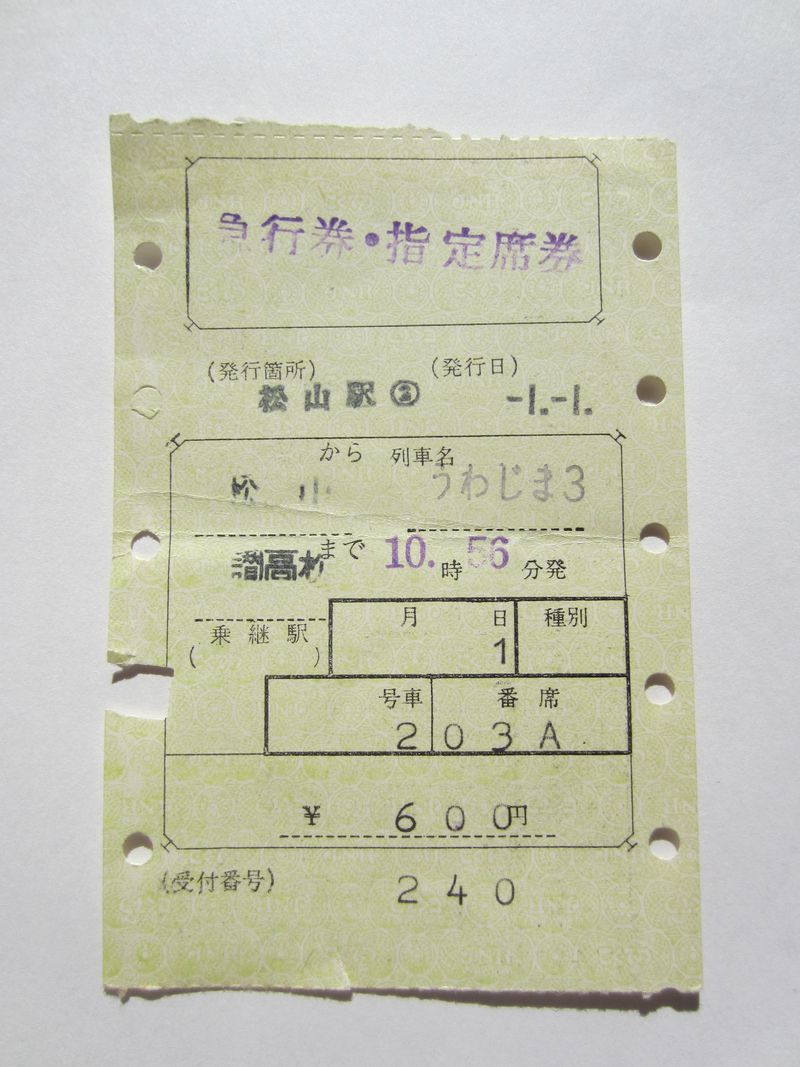 急行券・指定席券
(発行箇所) (発行日)
松山駅② -1.-1.
から 列車名
松山 うわじま3
高松 まで 10.時56分発
月 日 種別
乗継駅
( ) 1
号車 番席
2 03A
¥ 600円
(受付番号) 240